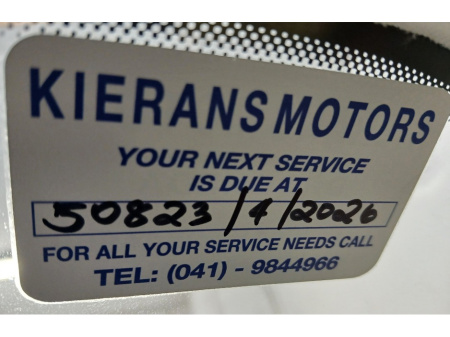 KIERANS MOTORS
YOUR NEXT SERVICE
IS DUE AT
50823/4/2026
FOR ALL YOUR SERVICE NEEDS CALL
TEL: (041) - 9844966